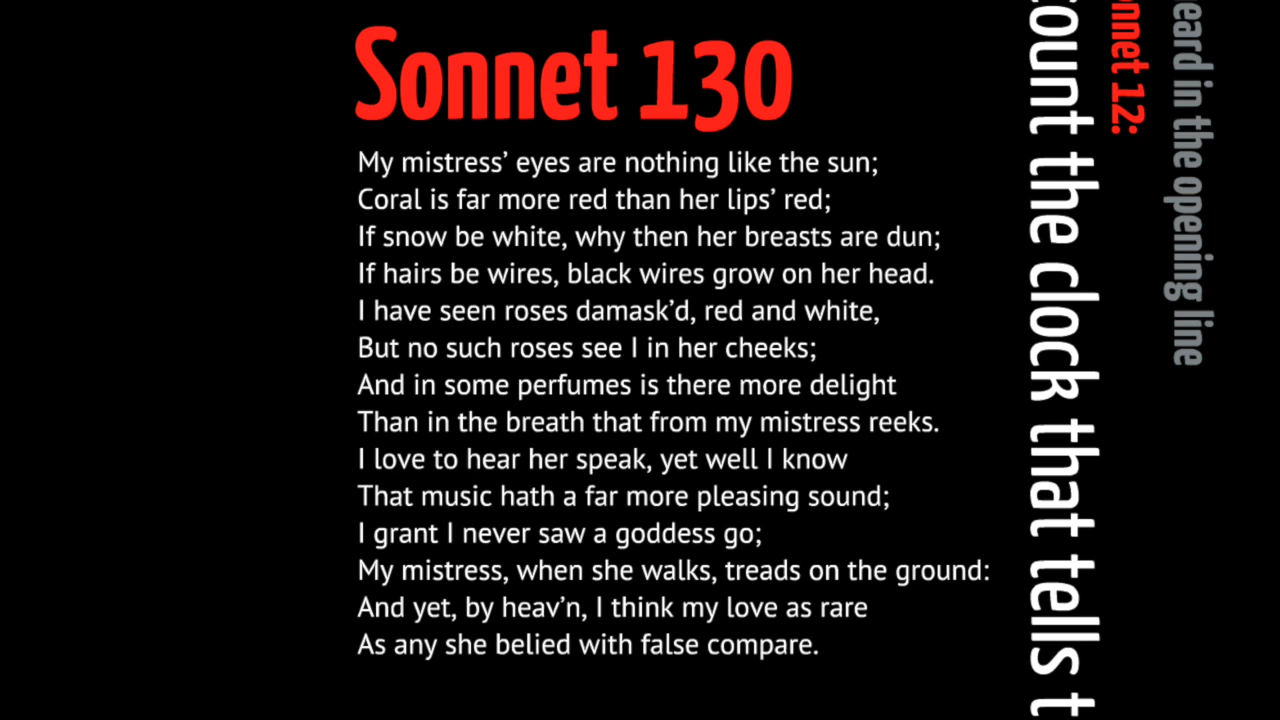 Sonnet 130
My mistress’ eyes are nothing like the sun;
Coral is far more red than her lips’ red;
If snow be white, why then her breasts are dun;
If hairs be wires, black wires grow on her head.
I have seen roses damask’d, red and white,
But no such roses see I in her cheeks;
And in some perfumes is there more delight
Than in the breath that from my mistress reeks.
I love to hear her speak, yet well I know
That music hath a far more pleasing sound;
I grant I never saw a goddess go;
My mistress, when she walks, treads on the ground:
And yet, by heav’n, I think my love as rare
As any she belied with false compare.
eard in the opening line
nnet 12:
count the clock that tells t